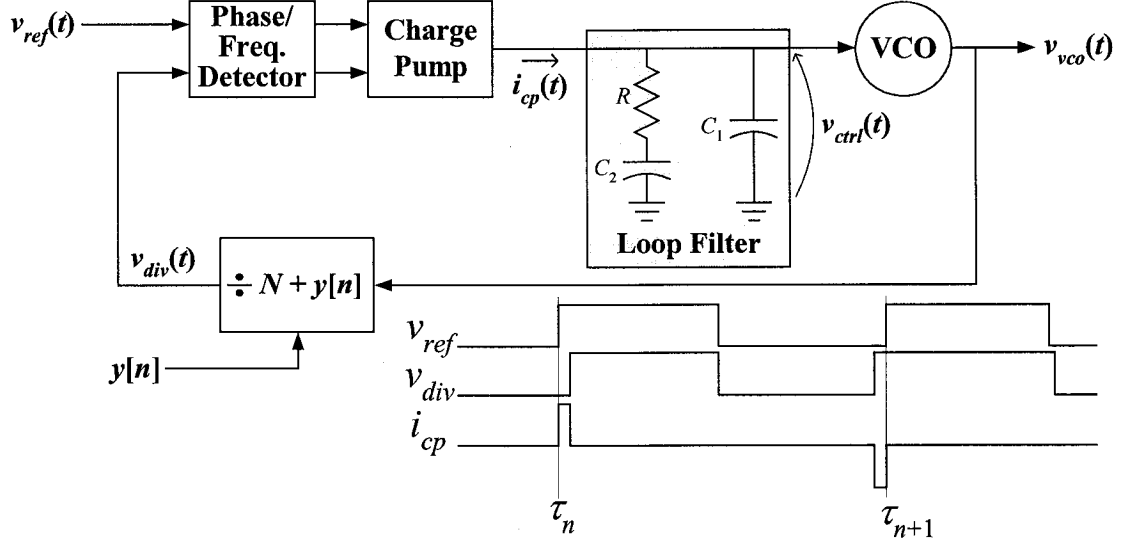 v_ref(t)
Phase/
Freq.
Detector
Charge
Pump
i_cp(t)
R
C_2
C_1
Loop Filter
v_ctrl(t)
VCO
v_vco(t)
v_div(t)
÷ N + y[n]
y[n]
v_ref
v_div
i_cp
τ_n
τ_n+1